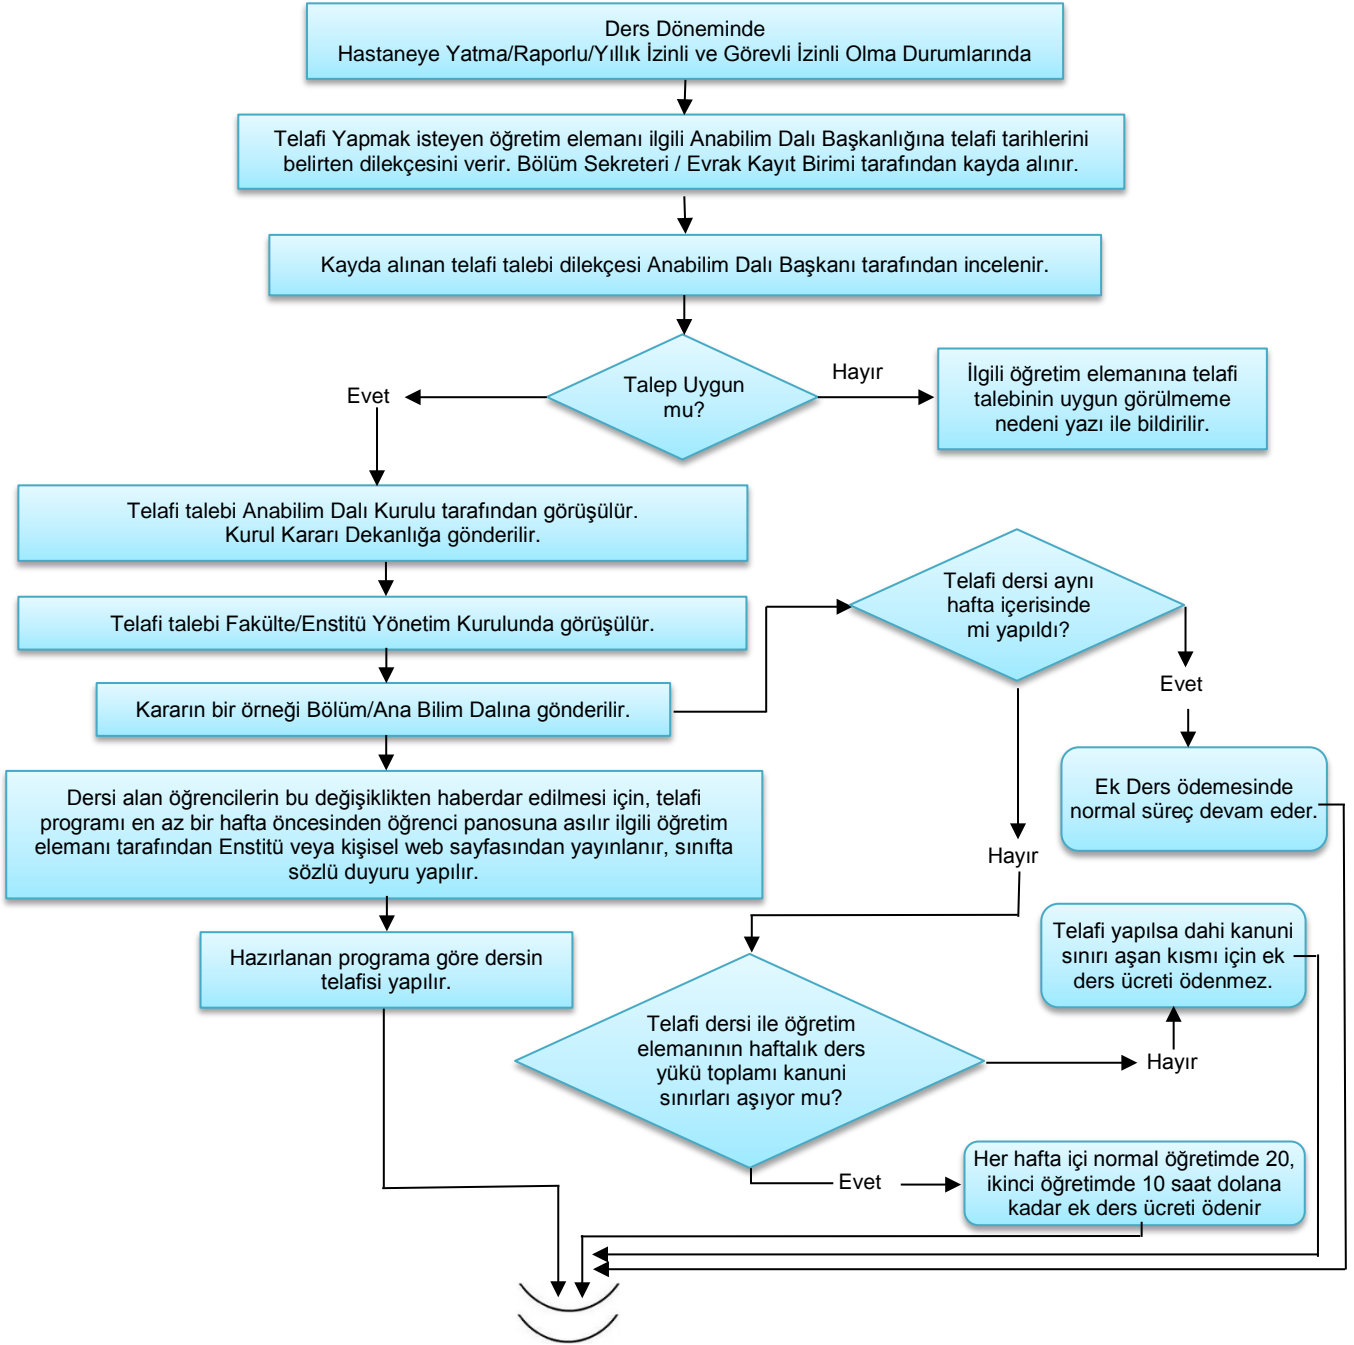 Ders Döneminde
Hastaneye Yatma/Raporlu/Yıllık İzinli ve Görevli İzinli Olma Durumlarında
Telafi Yapmak isteyen öğretim elemanı ilgili Anabilim Dalı Başkanlığına telafi tarihlerini
belirten dilekçesini verir. Bölüm Sekreteri / Evrak Kayıt Birimi tarafından kayda alınır.
Kayda alınan telafi talebi dilekçesi Anabilim Dalı Başkanı tarafından incelenir.
Talep Uygun
mu?
Evet
Hayır
İlgili öğretim elemanına telafi
talebinin uygun görülmeme
nedeni yazı ile bildirilir.
Telafi talebi Anabilim Dalı Kurulu tarafından görüşülür.
Kurul Kararı Dekanlığa gönderilir.
Telafi talebi Fakülte/Enstitü Yönetim Kurulunda görüşülür.
Kararın bir örneği Bölüm/Ana Bilim Dalına gönderilir.
Dersi alan öğrencilerin bu değişiklikten haberdar edilmesi için, telafi
programı en az bir hafta öncesinden öğrenci panosuna asılır ilgili öğretim
elemanı tarafından Enstitü veya kişisel web sayfasından yayınlanır, sınıfta
sözlü duyuru yapılır.
Hazırlanan programa göre dersin
telafisi yapılır.
Telafi dersi aynı
hafta içerisinde
mi yapıldı?
Evet
Ek Ders ödemesinde
normal süreç devam eder.
Hayır
Telafi dersi ile öğretim
elemanının haftalık ders
yükü toplamı kanuni
sınırları aşıyor mu?
Hayır
Telafi yapılsa dahi kanuni
sınırı aşan kısmı için ek
ders ücreti ödenmez.
Evet
Her hafta içi normal öğretimde 20,
ikinci öğretimde 10 saat dolana
kadar ek ders ücreti ödenir